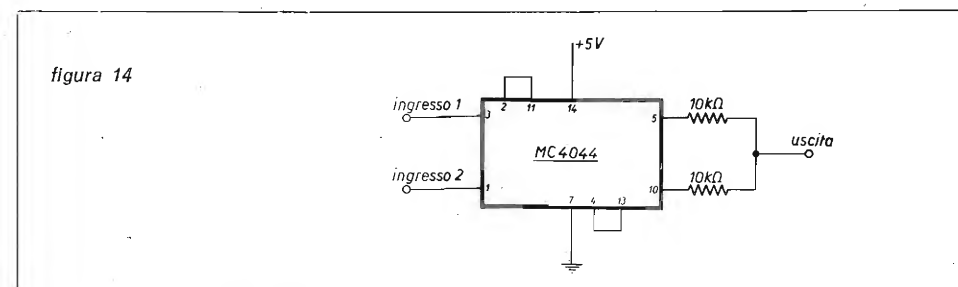 figura 14
+5V
ingresso 1
2 11 14
3
5
10kΩ
MC4044
uscita
ingresso 2
1
10
10kΩ
7 4 13